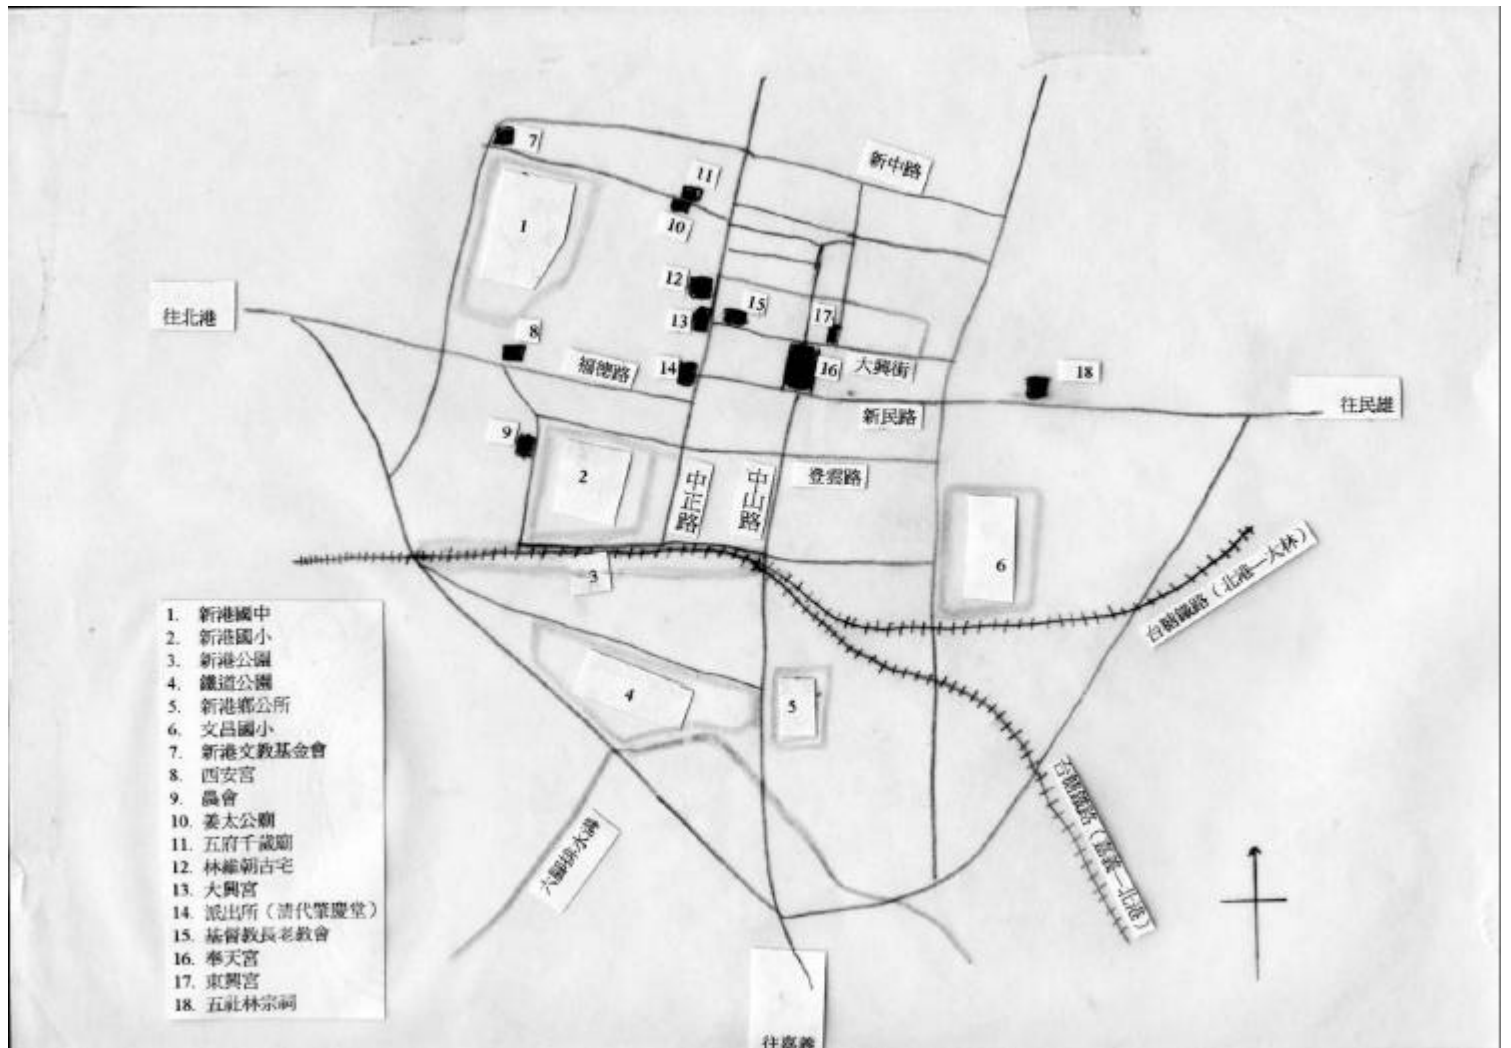 7
新中路
11
1
10
12
往北港
15
13
17
8
福德路
14
16
大興街
18
往民雄
新民路
9
2
中正路
中山路
登雲路
6
3
台糖鐵路（北港—大林）
4
5
台糖鐵路（嘉義—北港）
1. 新港國中
2. 新港國小
3. 新港公園
4. 鐵道公園
5. 新港鄉公所
6. 文昌國小
7. 新港文教基金會
8. 西安宮
9. 農會
10. 姜太公廟
11. 五府千歲廟
12. 林維朝古宅
13. 大興宮
14. 派出所（清代肇慶堂）
15. 基督教長老教會
16. 奉天宮
17. 東興宮
18. 五社林宗祠
往嘉義